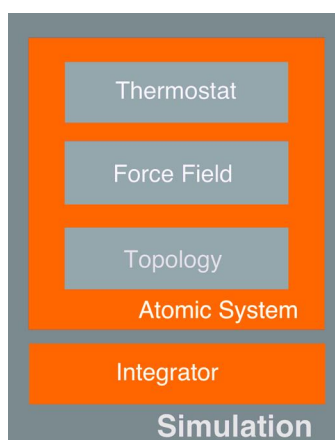 Thermostat
Force Field
Topology
Atomic System
Integrator
Simulation